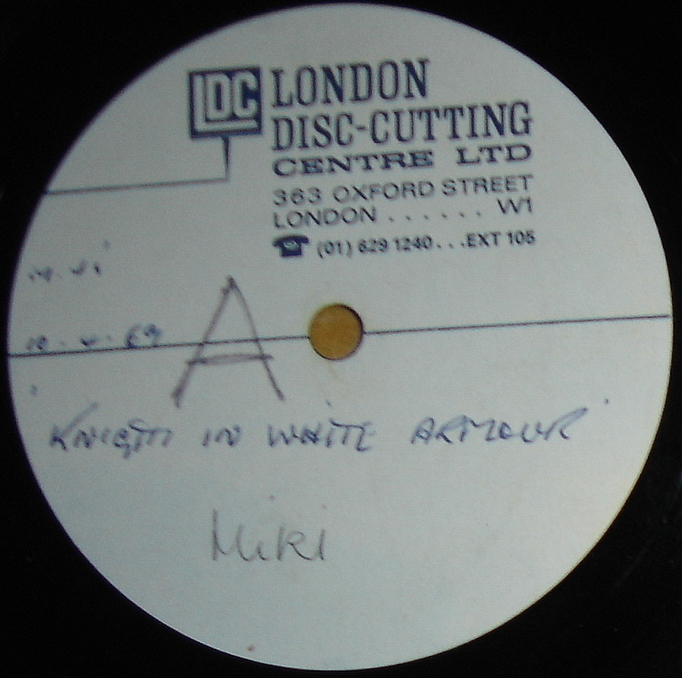 LDC
LONDON
DISC-CUTTING
CENTRE LTD
363 OXFORD STREET
LONDON . . . . . . W1
(01) 629 1240 . . . EXT 105
A
KNIGHT IN WHITE ARMOUR
Miki